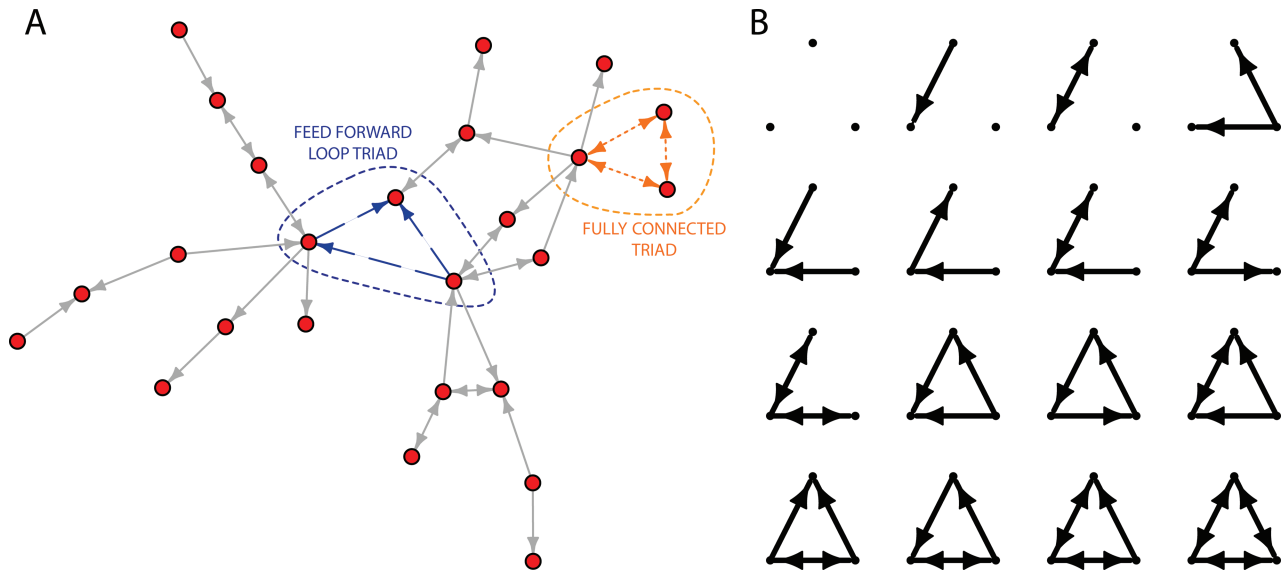 A
B
FEED FORWARD
LOOP TRIAD
FULLY CONNECTED
TRIAD